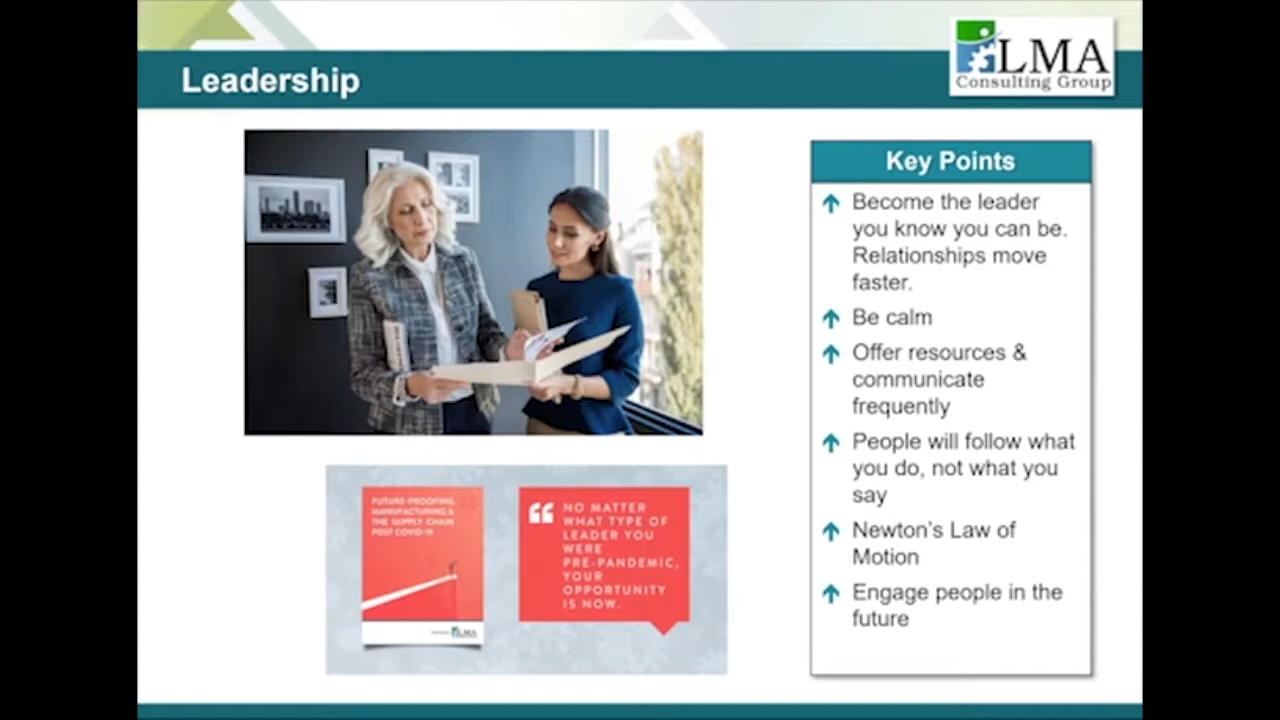 Leadership
LMA
Consulting Group
Key Points
Become the leader
you know you can be.
Relationships move
faster.
Be calm
Offer resources &
communicate
frequently
People will follow what
you do, not what you
say
Newton's Law of
Motion
Engage people in the
future
FUTURE-PROOFING
MANUFACTURING &
THE SUPPLY CHAIN
POST COVID-19
LMA
“ NO MATTER
WHAT TYPE OF
LEADER YOU
WERE
PRE-PANDEMIC,
YOUR
OPPORTUNITY
IS NOW.